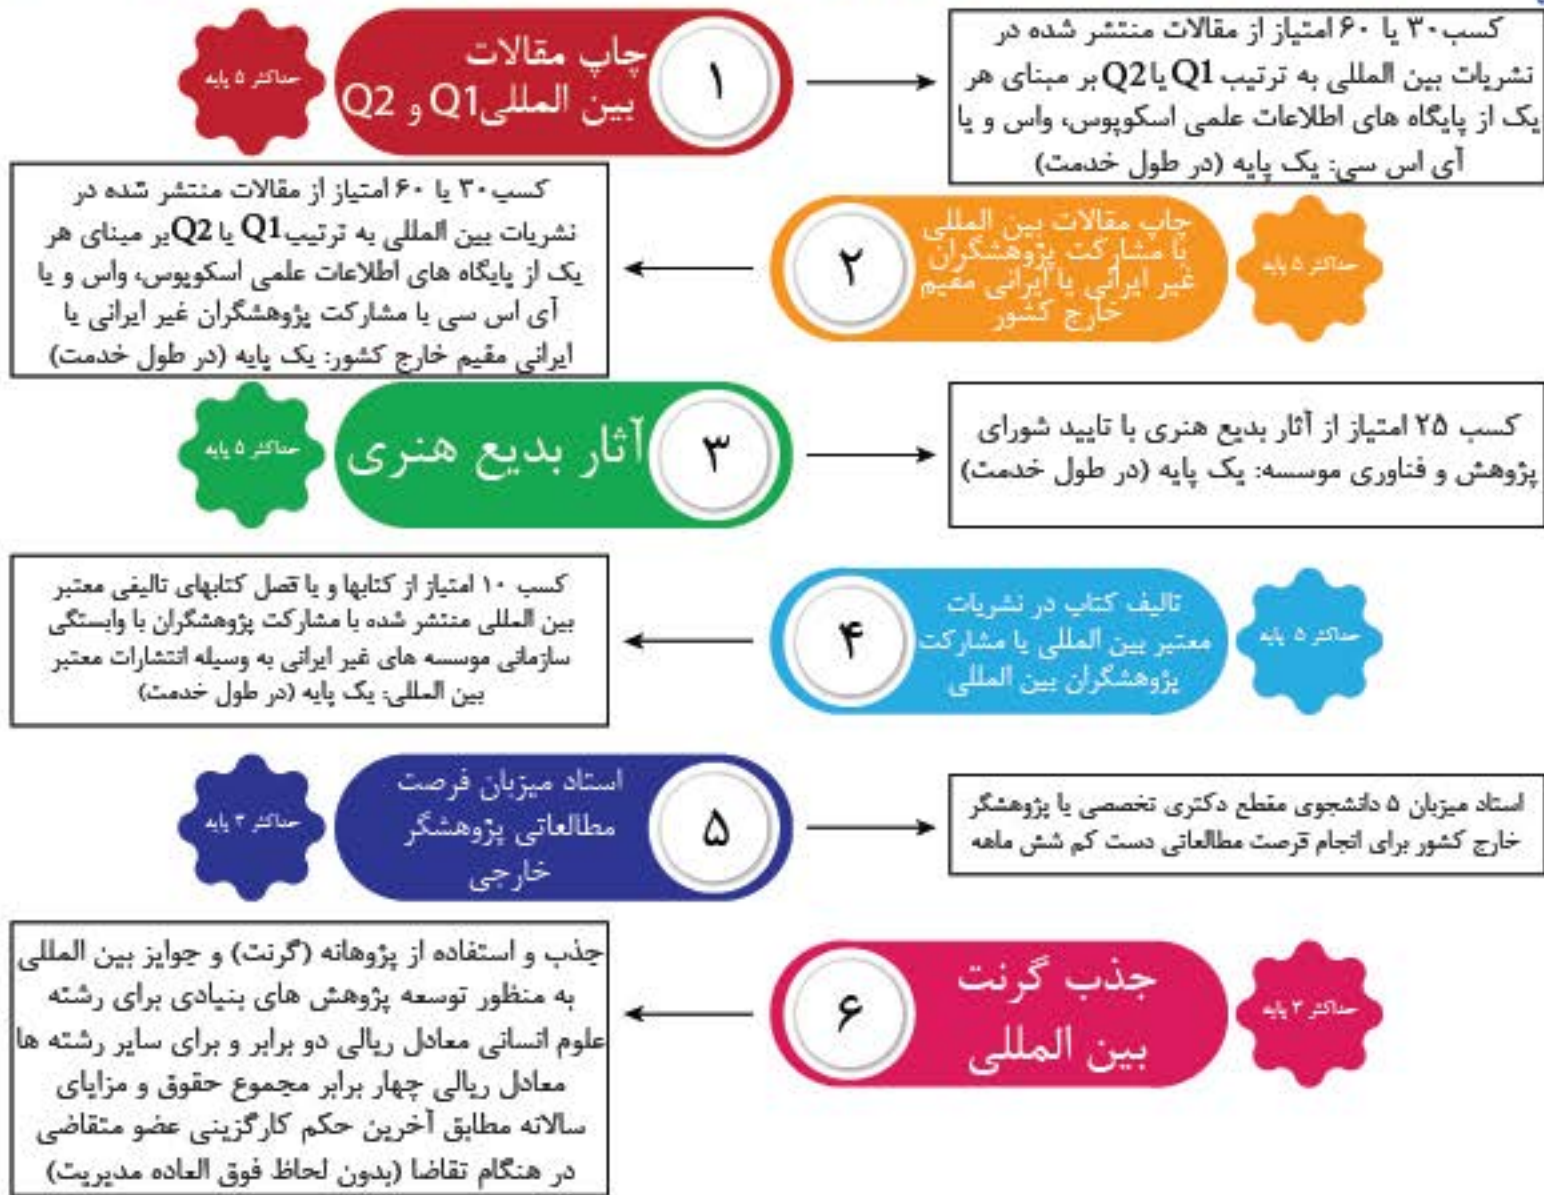 حداکثر ۵ پایه
چاپ مقالات
بین المللی Q1 و Q2
۱
کسب ۳۰ یا ۶۰ امتیاز از مقالات منتشر شده در
نشریات بین المللی به ترتیب Q1 یا Q2 بر مبنای هر
یک از پایگاه های اطلاعات علمی اسکوپوس، واس و یا
آی اس سی: یک پایه (در طول خدمت)
حداکثر ۵ پایه
چاپ مقالات بین المللی
با مشارکت پژوهشگران
غیر ایرانی یا ایرانی مقیم
خارج کشور
۲
کسب ۳۰ یا ۶۰ امتیاز از مقالات منتشر شده در
نشریات بین المللی به ترتیب Q1 یا Q2 بر مبنای هر
یک از پایگاه های اطلاعات علمی اسکوپوس، واس و یا
آی اس سی با مشارکت پژوهشگران غیر ایرانی یا
ایرانی مقیم خارج کشور: یک پایه (در طول خدمت)
حداکثر ۵ پایه
آثار بدیع هنری
۳
کسب ۲۵ امتیاز از آثار بدیع هنری با تایید شورای
پژوهش و فناوری موسسه: یک پایه (در طول خدمت)
حداکثر ۵ پایه
تالیف کتاب در نشریات
معتبر بین المللی با مشارکت
پژوهشگران بین المللی
۴
کسب ۱۰ امتیاز از کتابها و یا فصل کتابهای تالیفی معتبر
بین المللی منتشر شده با مشارکت پژوهشگران با وابستگی
سازمانی موسسه های غیر ایرانی به وسیله انتشارات معتبر
بین المللی: یک پایه (در طول خدمت)
حداکثر ۳ پایه
استاد میزبان فرصت
مطالعاتی پژوهشگر
خارجی
۵
استاد میزبان ۵ دانشجوی مقطع دکتری تخصصی یا پژوهشگر
خارج کشور برای انجام فرصت مطالعاتی دست کم شش ماهه
حداکثر ۳ پایه
جذب گرنت
بین المللی
۶
جذب و استفاده از پژوهانه (گرنت) و جوایز بین المللی
به منظور توسعه پژوهش های بنیادی برای رشته
علوم انسانی معادل ریالی دو برابر و برای سایر رشته ها
معادل ریالی چهار برابر مجموع حقوق و مزایای
سالانه مطابق آخرین حکم کارگزینی عضو متقاضی
در هنگام تقاضا (بدون لحاظ فوق العاده مدیریت)